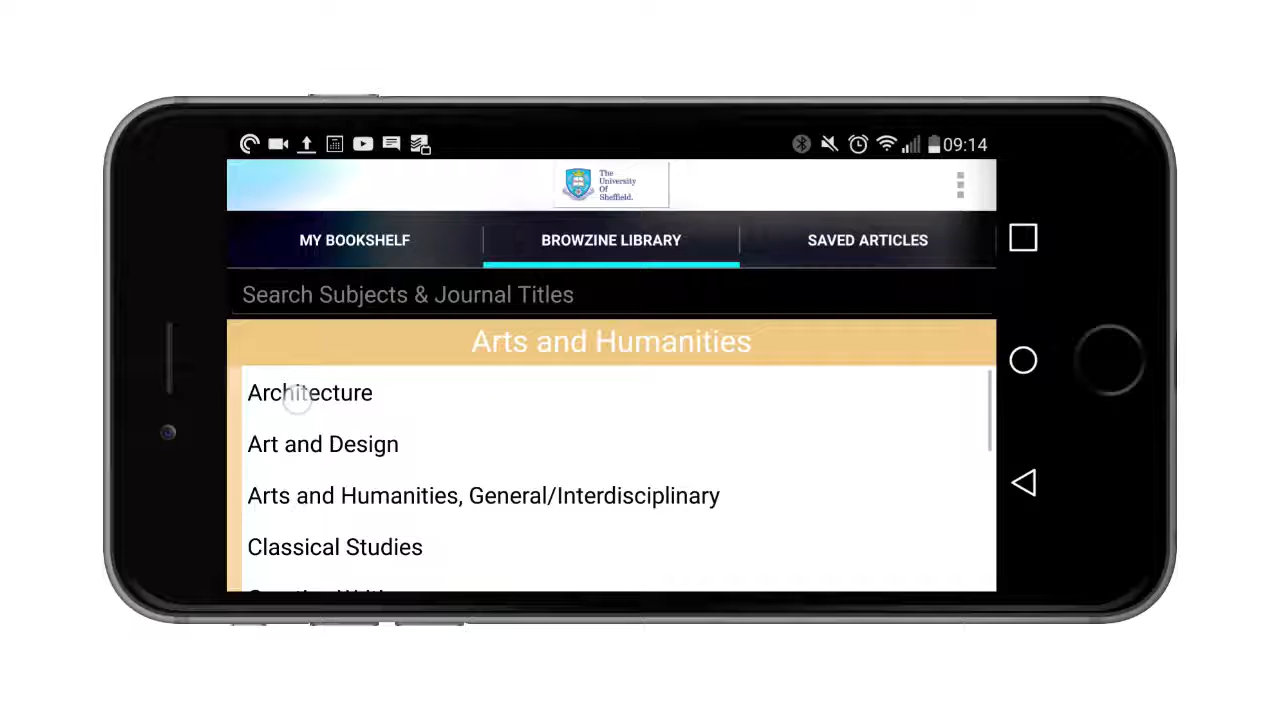 09:14
The
University
Of
Sheffield.
MY BOOKSHELF
BROWZINE LIBRARY
SAVED ARTICLES
Search Subjects & Journal Titles
Arts and Humanities
Architecture
Art and Design
Arts and Humanities, General/Interdisciplinary
Classical Studies